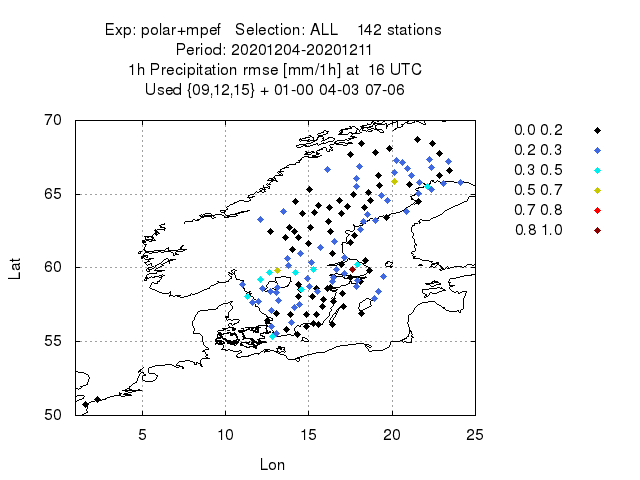 Exp: polar+mpef Selection: ALL 142 stations
Period: 20201204-20201211
1h Precipitation rmse [mm/1h] at 16 UTC
Used {09,12,15} + 01-00 04-03 07-06
70
65
60
55
50
Lat
5 10 15 20 25
Lon
0.0 0.2
0.2 0.3
0.3 0.5
0.5 0.7
0.7 0.8
0.8 1.0